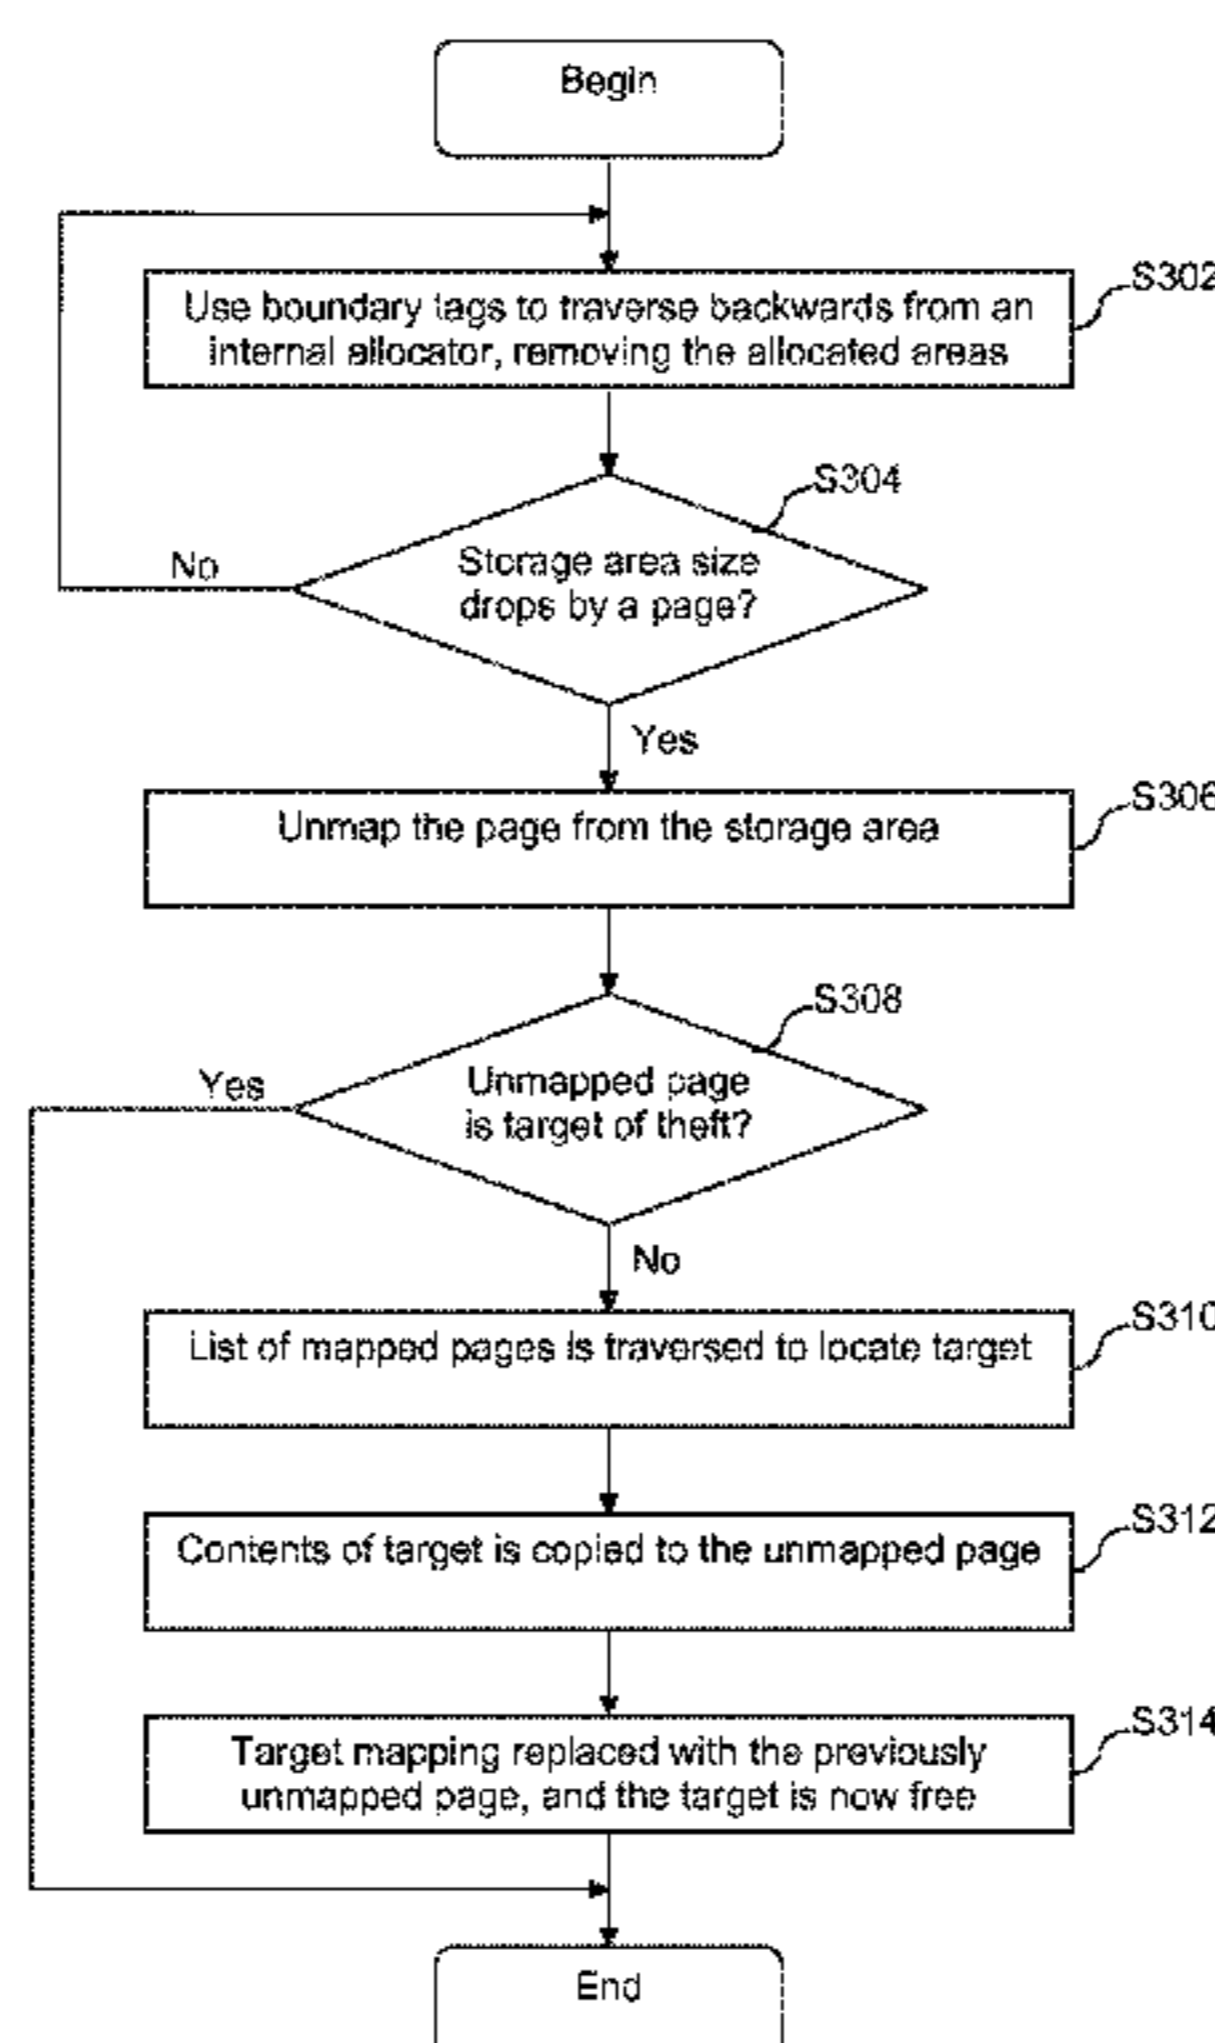 Begin
Use boundary tags to traverse backwards from an
internal allocator, removing the allocated areas
S302
S304
Storage area size
drops by a page?
No
Yes
Unmap the page from the storage area
S306
S308
Unmapped page
is target of theft?
Yes
No
List of mapped pages is traversed to locate target
S310
Contents of target is copied to the unmapped page
S312
Target mapping replaced with the previously
unmapped page, and the target is now free
S314
End